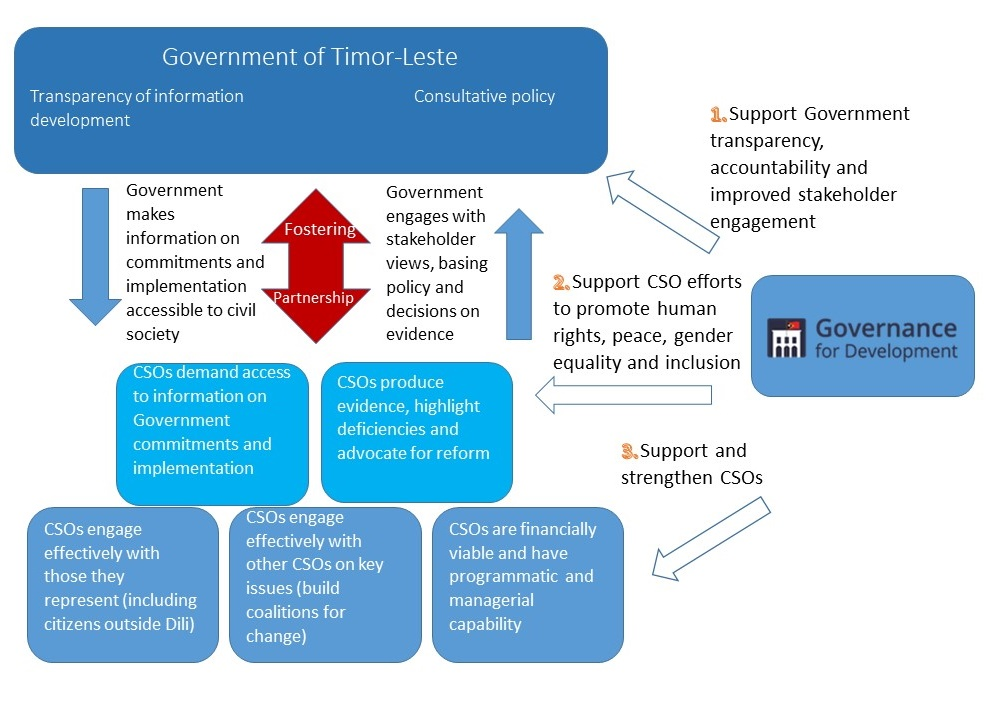 Government of Timor-Leste
Transparency of information
development
Consultative policy
Government
makes
information on
commitments and
implementation
accessible to civil
society
Fostering
Partnership
Government
engages with
stakeholder
views, basing
policy and
decisions on
evidence
1.Support Government
transparency,
accountability and
improved stakeholder
engagement
2.Support CSO efforts
to promote human
rights, peace, gender
equality and inclusion
Governance
for Development
CSOs demand access
to information on
Government
commitments and
implementation
CSOs produce
evidence, highlight
deficiencies and
advocate for reform
3.Support and
strengthen CSOs
CSOs engage
effectively with
those they
represent (including
citizens outside Dili)
CSOs engage
effectively with
other CSOs on key
issues (build
coalitions for
change)
CSOs are financially
viable and have
programmatic and
managerial
capability